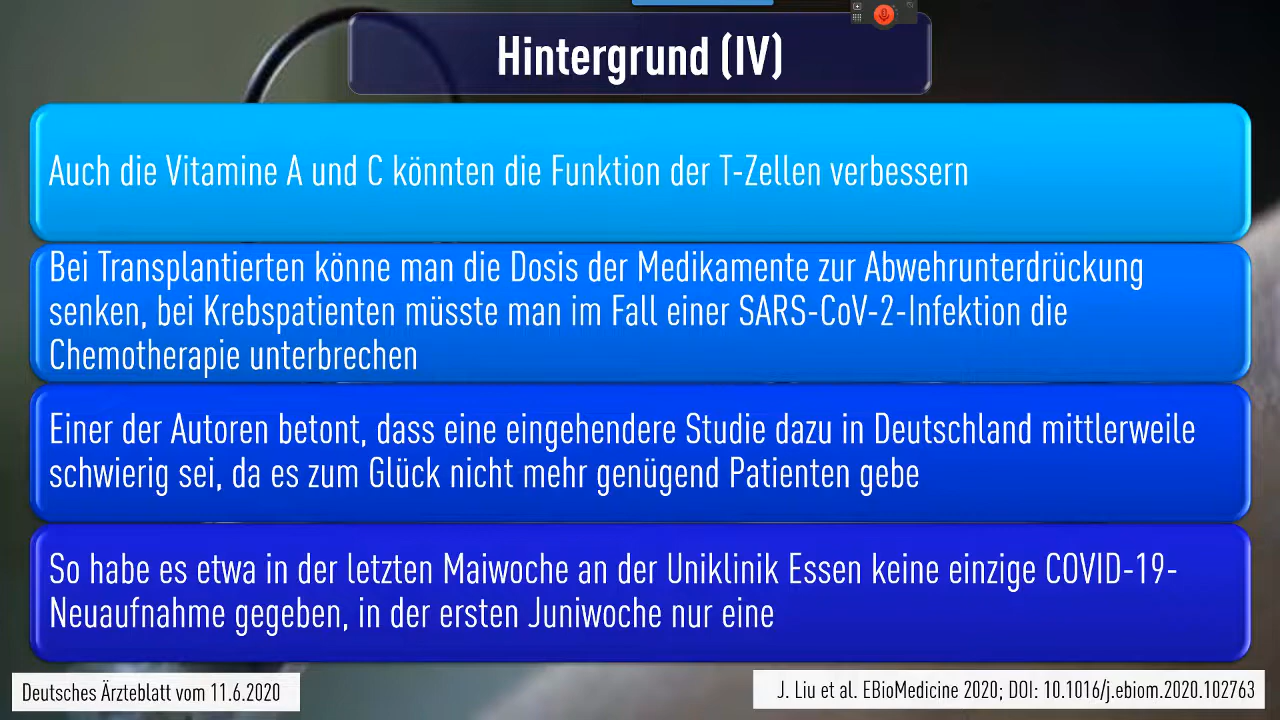 Hintergrund (IV)
Auch die Vitamine A und C könnten die Funktion der T-Zellen verbessern
Bei Transplantierten könne man die Dosis der Medikamente zur Abwehrunterdrückung
senken, bei Krebspatienten müsste man im Fall einer SARS-CoV-2-Infektion die
Chemotherapie unterbrechen
Einer der Autoren betont, dass eine eingehendere Studie dazu in Deutschland mittlerweile
schwierig sei, da es zum Glück nicht mehr genügend Patienten gebe
So habe es etwa in der letzten Maiwoche an der Uniklinik Essen keine einzige COVID-19-
Neuaufnahme gegeben, in der ersten Juniwoche nur eine
Deutsches Ärzteblatt vom 11.6.2020
J. Liu et al. EBioMedicine 2020; DOI: 10.1016/j.ebiom.2020.102763